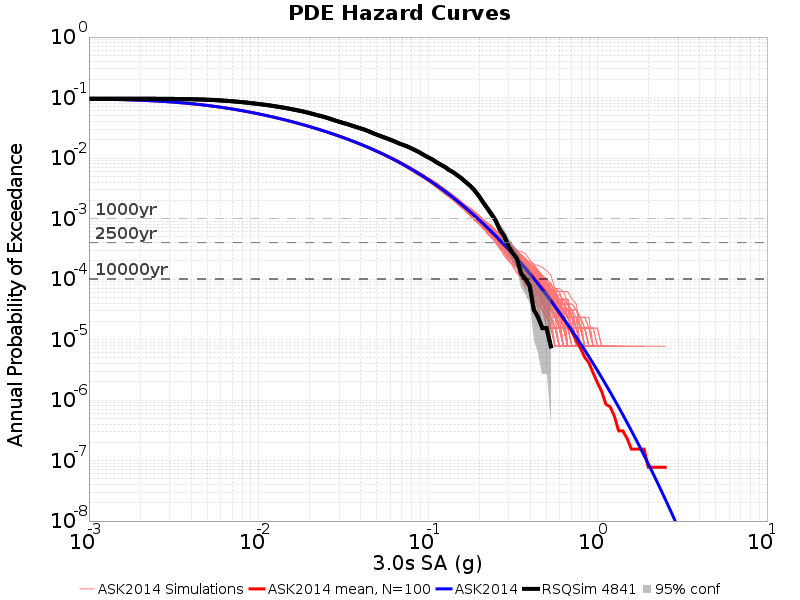 PDE Hazard Curves
Annual Probability of Exceedance
10^0
10^-1
10^-2
10^-3
10^-4
10^-5
10^-6
10^-7
10^-8
1000yr
2500yr
10000yr
10^-3 10^-2 10^-1 10^0 10^1
3.0s SA (g)
ASK2014 Simulations ASK2014 mean, N=100 ASK2014 RSQSim 4841 95% conf